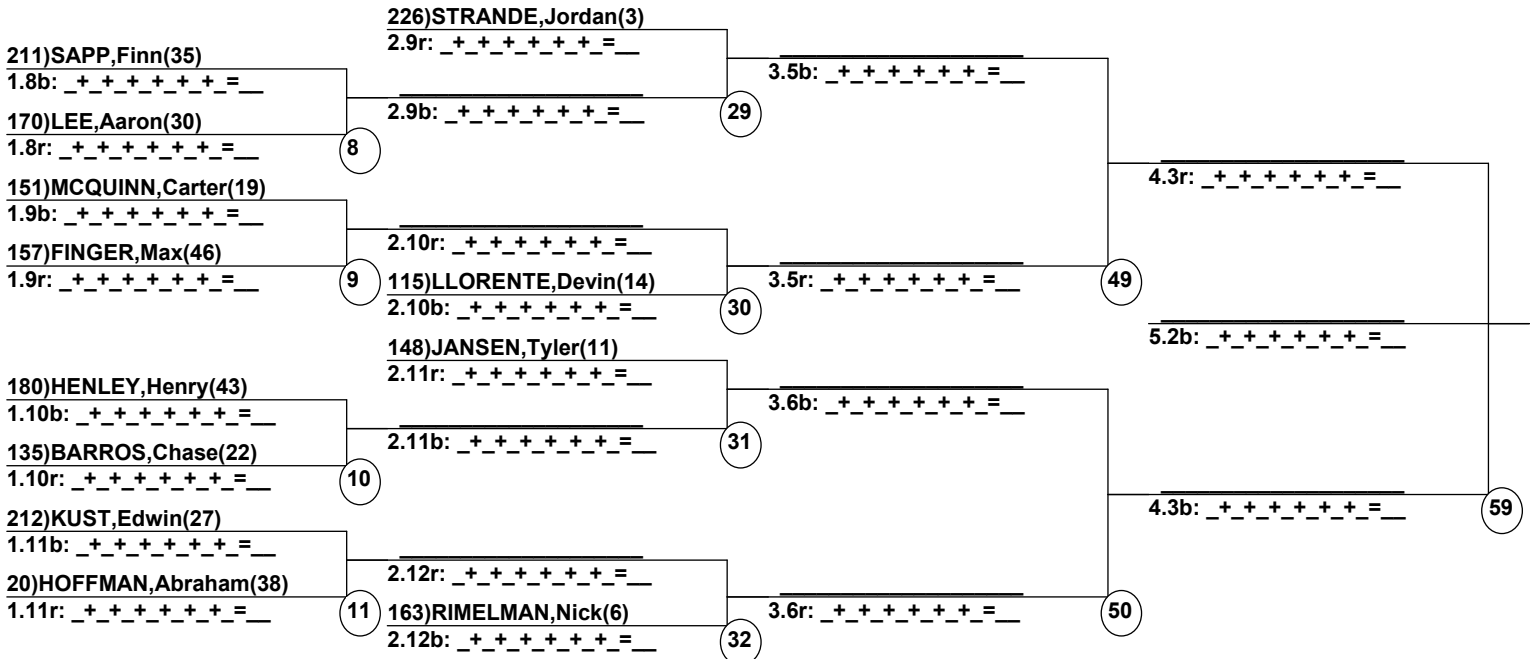 226)STRANDE,Jordan(3)
2.9r: _+_+_+_+_+_=__
211)SAPP,Finn(35)
1.8b: _+_+_+_+_+_=__
2.9b: _+_+_+_+_+_=__
29
170)LEE,Aaron(30)
1.8r: _+_+_+_+_+_=__
8
3.5b: _+_+_+_+_+_=__
151)MCQUINN,Carter(19)
1.9b: _+_+_+_+_+_=__
2.10r: _+_+_+_+_+_=__
157)FINGER,Max(46)
1.9r: _+_+_+_+_+_=__
9
115)LLORENTE,Devin(14)
2.10b: _+_+_+_+_+_=__
30
3.5r: _+_+_+_+_+_=__
49
4.3r: _+_+_+_+_+_=__
5.2b: _+_+_+_+_+_=__
148)JANSEN,Tyler(11)
2.11r: _+_+_+_+_+_=__
180)HENLEY,Henry(43)
1.10b: _+_+_+_+_+_=__
2.11b: _+_+_+_+_+_=__
31
135)BARROS,Chase(22)
1.10r: _+_+_+_+_+_=__
10
3.6b: _+_+_+_+_+_=__
212)KUST,Edwin(27)
1.11b: _+_+_+_+_+_=__
2.12r: _+_+_+_+_+_=__
20)HOFFMAN,Abraham(38)
1.11r: _+_+_+_+_+_=__
11
163)RIMELMAN,Nick(6)
2.12b: _+_+_+_+_+_=__
32
3.6r: _+_+_+_+_+_=__
50
4.3b: _+_+_+_+_+_=__
59